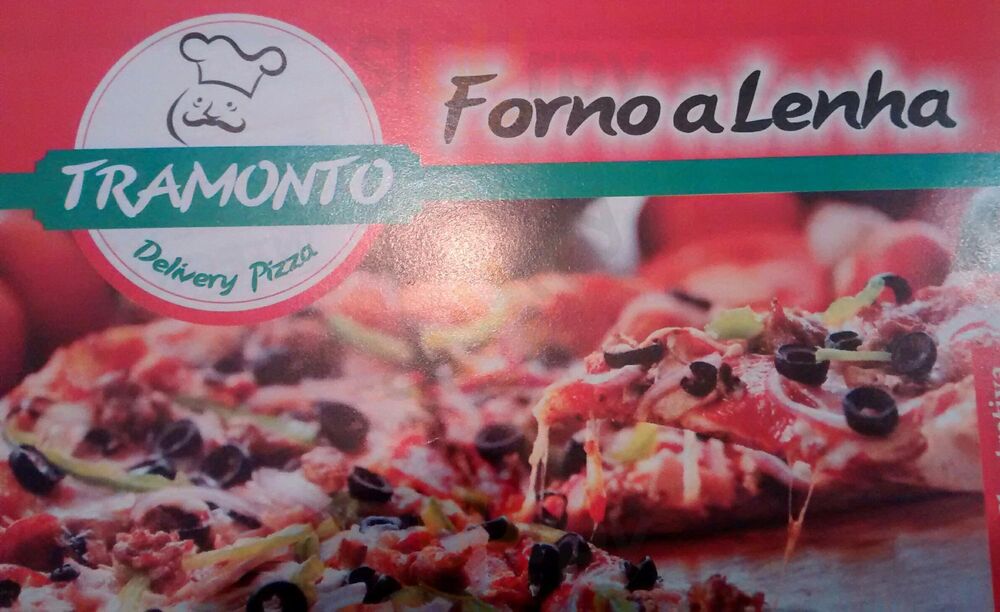 Forno a Lenha
TRAMONTO
Delivery Pizza